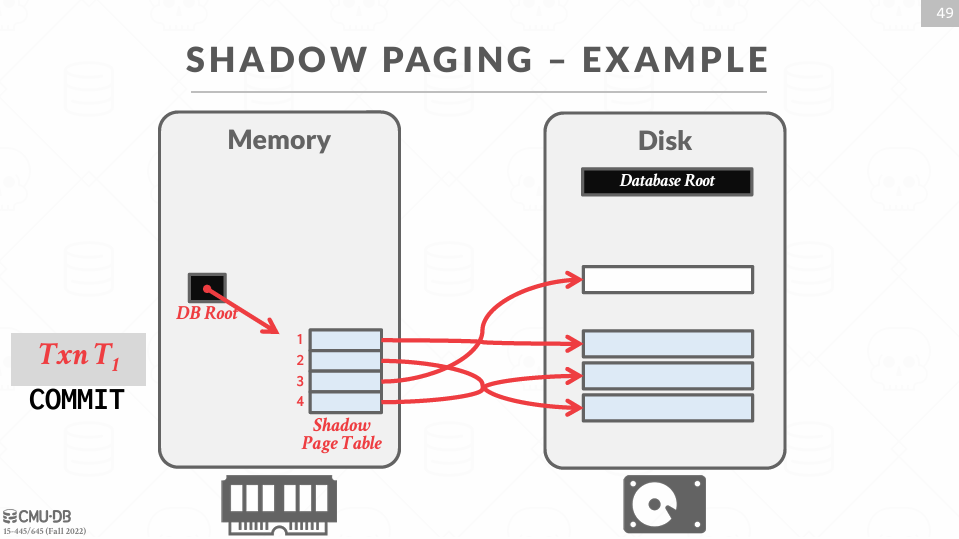 49
SHADOW PAGING – EXAMPLE
Memory
Disk
Database Root
DB Root
Txn T1
COMMIT
1
2
3
4
Shadow
Page Table
CMU·DB
15-445/645 (Fall 2022)